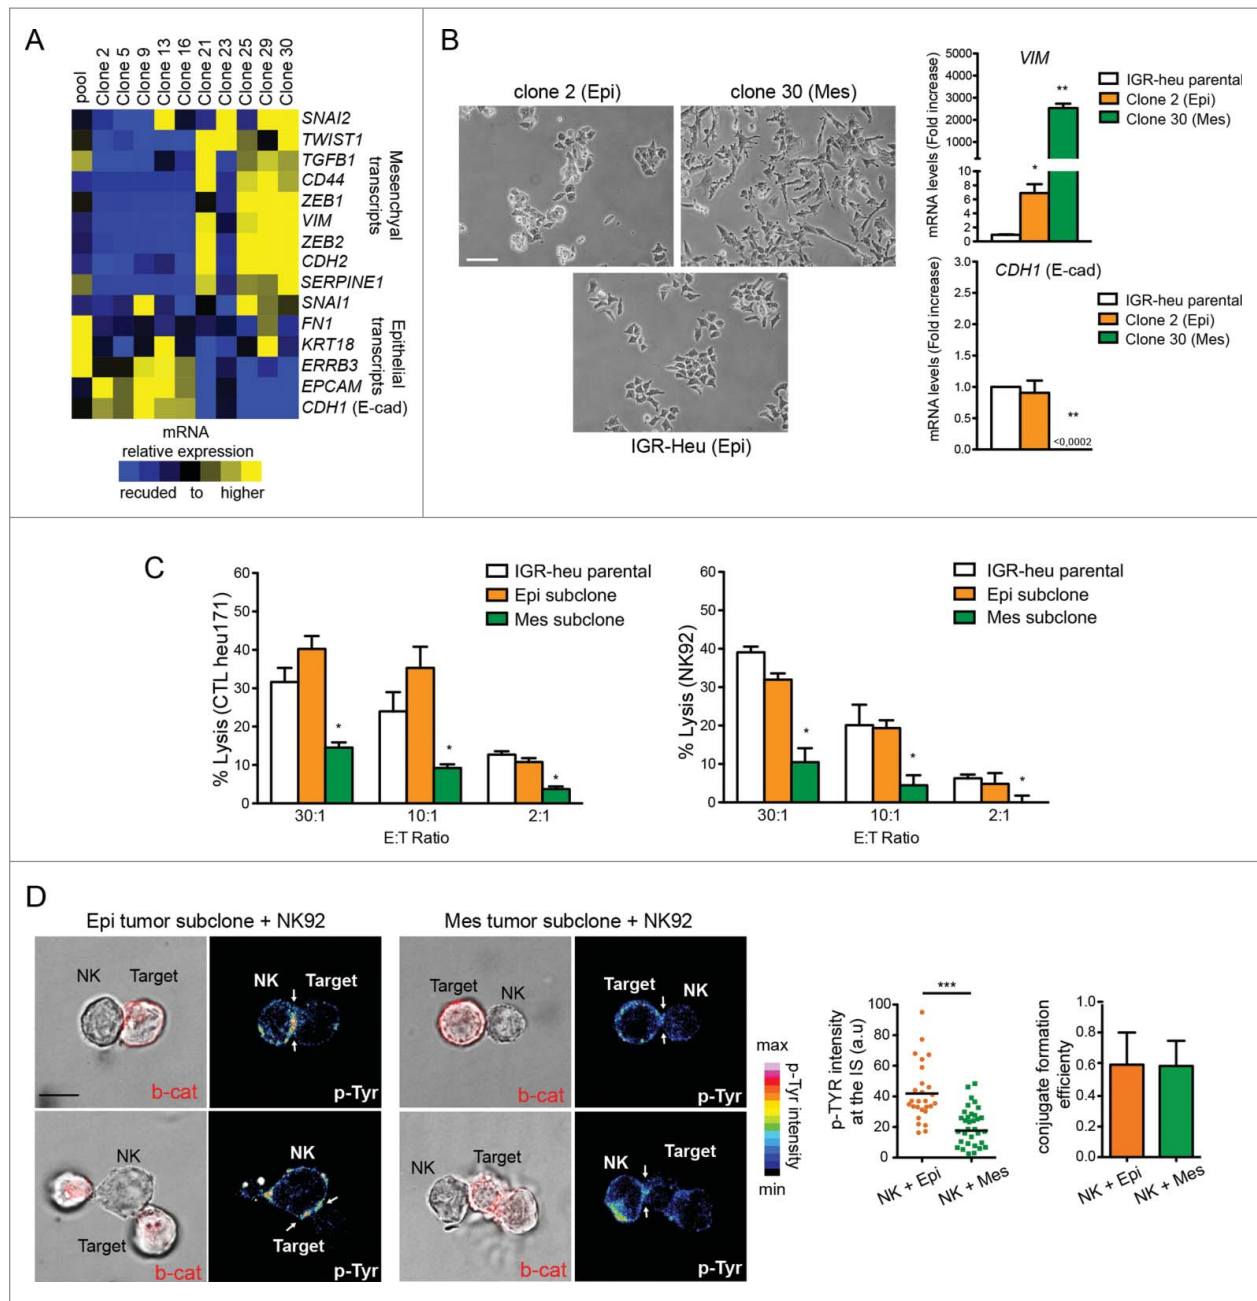 A
pool
Clone 2
Clone 5
Clone 9
Clone 13
Clone 16
Clone 21
Clone 23
Clone 25
Clone 29
Clone 30
SNAI2
TWIST1
TGFB1
CD44
ZEB1
VIM
ZEB2
CDH2
SERPINE1
SNAI1
FN1
KRT18
ERRB3
EPCAM
CDH1 (E-cad)
Mesenchyal
transcripts
Epithelial
transcripts
mRNA
relative expression
recuded to higher
B
clone 2 (Epi)
clone 30 (Mes)
IGR-Heu (Epi)
VIM
mRNA levels (Fold increase)
5000
4000
3000
2000
1000
10
8
6
4
2
0
*
**
IGR-heu parental
Clone 2 (Epi)
Clone 30 (Mes)
CDH1 (E-cad)
mRNA levels (Fold increase)
3.0
2.5
2.0
1.5
1.0
0.5
0.0
IGR-heu parental
Clone 2 (Epi)
Clone 30 (Mes)
**
<0,0002
C
% Lysis (CTL heu171)
60
50
40
30
20
10
0
IGR-heu parental
Epi subclone
Mes subclone
*
*
*
30:1
10:1
2:1
E:T Ratio
% Lysis (NK92)
60
50
40
30
20
10
0
IGR-heu parental
Epi subclone
Mes subclone
*
*
*
30:1
10:1
2:1
E:T Ratio
D
Epi tumor subclone + NK92
NK
Target
b-cat
NK
Target
p-Tyr
NK
Target
b-cat
NK
Target
p-Tyr
Mes tumor subclone + NK92
Target
NK
b-cat
Target
NK
p-Tyr
NK
Target
b-cat
NK
Target
p-Tyr
max
p-Tyr intensity
min
p-TYR intensity
at the IS (a.u)
100
80
60
40
20
0
***
NK + Epi
NK + Mes
conjugate formation
efficienty
1.0
0.8
0.6
0.4
0.2
0.0
NK + Epi
NK + Mes